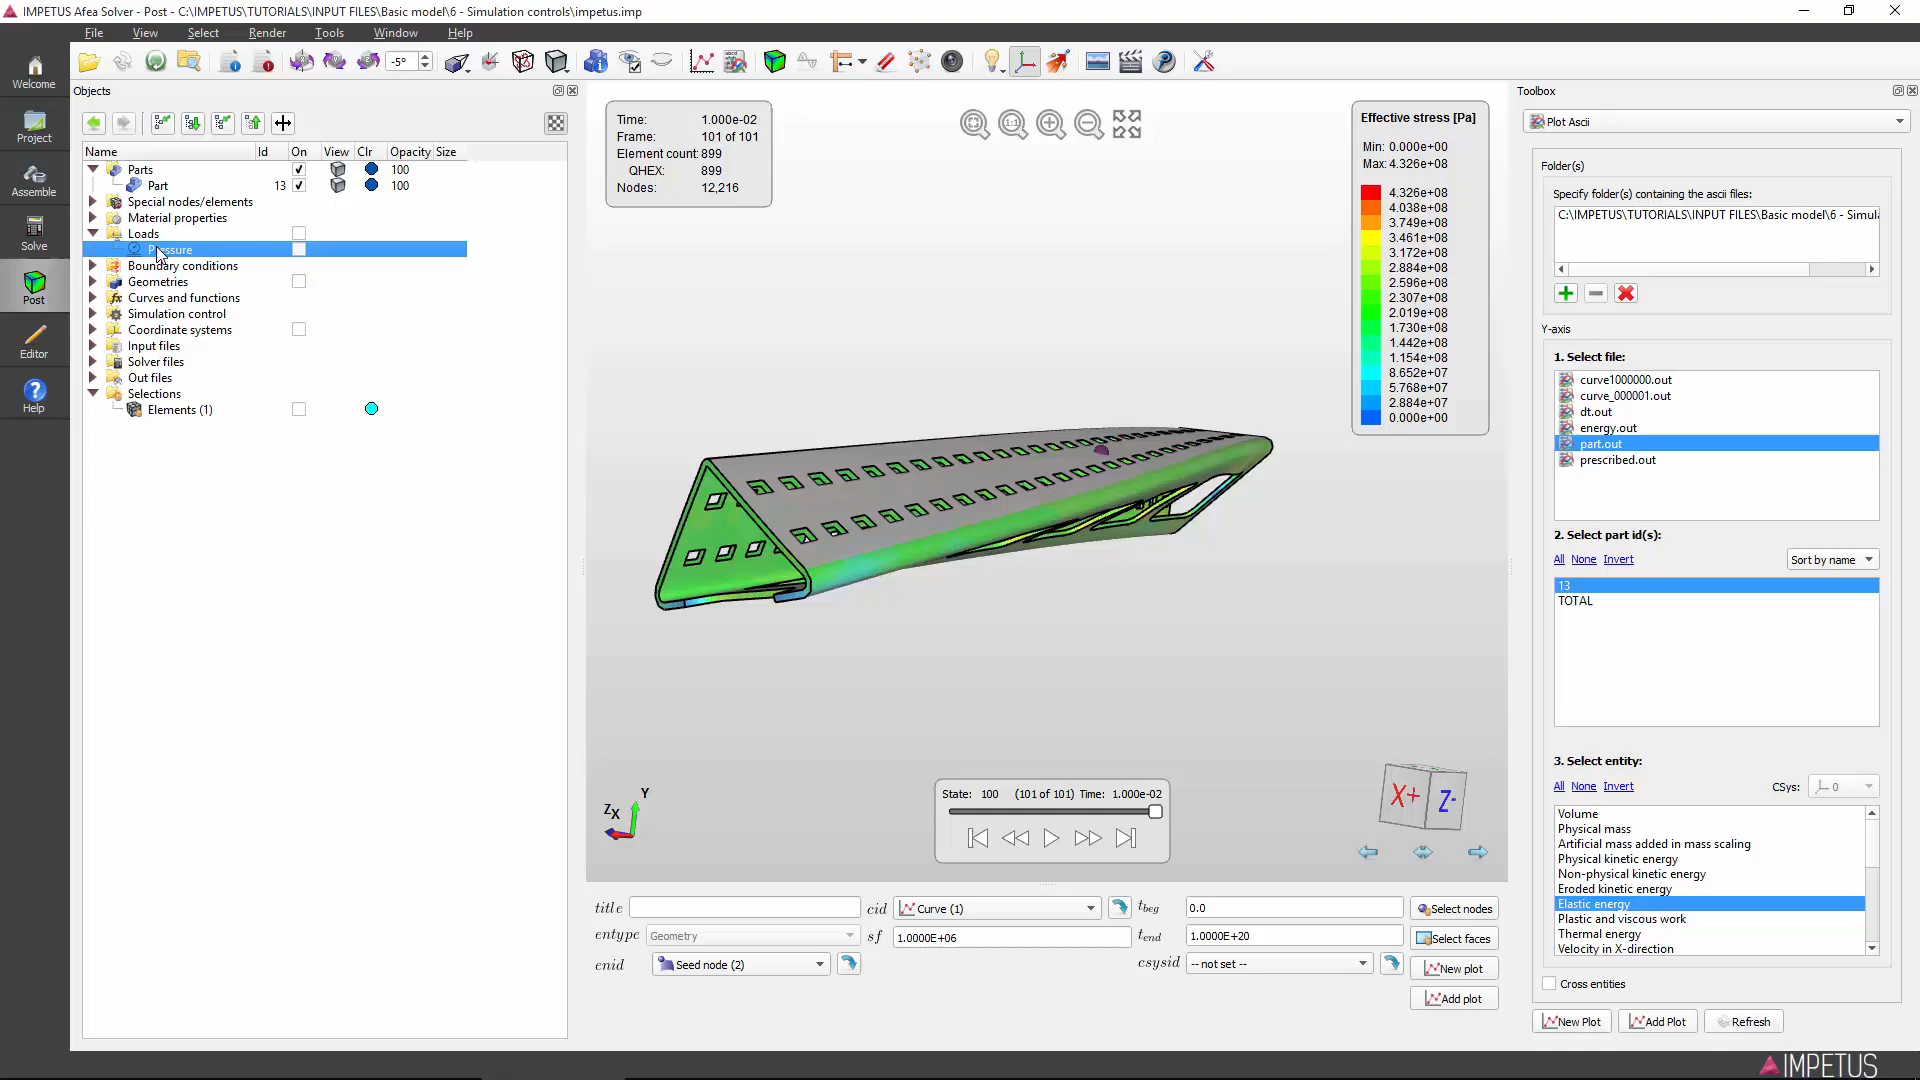 IMPETUS Afea Solver - Post - C:\IMPETUS\TUTORIALS\INPUT FILES\Basic model\6 - Simulation controls\impetus.imp
File View Select Render Tools Window Help
Welcome
Project
Assemble
Solve
Post
Editor
Help
-5°
Objects
Name Id On View Clr Opacity Size
Parts 100
Part 13 100
Special nodes/elements
Material properties
Loads
Pressure
Boundary conditions
Geometries
Curves and functions
Simulation control
Coordinate systems
Input files
Solver files
Out files
Selections
Elements (1)
Time: 1.000e-02
Frame: 101 of 101
Element count: 899
QHEX: 899
Nodes: 12,216
Effective stress [Pa]
Min: 0.000e+00
Max: 4.326e+08
4.326e+08
4.038e+08
3.749e+08
3.461e+08
3.172e+08
2.884e+08
2.596e+08
2.307e+08
2.019e+08
1.730e+08
1.442e+08
1.154e+08
8.652e+07
5.768e+07
2.884e+07
0.000e+00
Y
Z X
State: 100 (101 of 101) Time: 1.000e-02
X+ Z-
title cid Curve (1) tbeg 0.0 Select nodes
entype Geometry sf 1.0000E+06 tend 1.0000E+20 Select faces
enid Seed node (2) csysid -- not set -- New plot
Add plot
Toolbox
Plot Ascii
Folder(s)
Specify folder(s) containing the ascii files:
C:\IMPETUS\TUTORIALS\INPUT FILES\Basic model\6 - Simula
Y-axis
1. Select file:
curve1000000.out
curve_000001.out
dt.out
energy.out
part.out
prescribed.out
2. Select part id(s):
All None Invert Sort by name
13
TOTAL
3. Select entity:
All None Invert CSys: 0
Volume
Physical mass
Artificial mass added in mass scaling
Physical kinetic energy
Non-physical kinetic energy
Eroded kinetic energy
Elastic energy
Plastic and viscous work
Thermal energy
Velocity in X-direction
Cross entities
New Plot Add Plot Refresh
IMPETUS